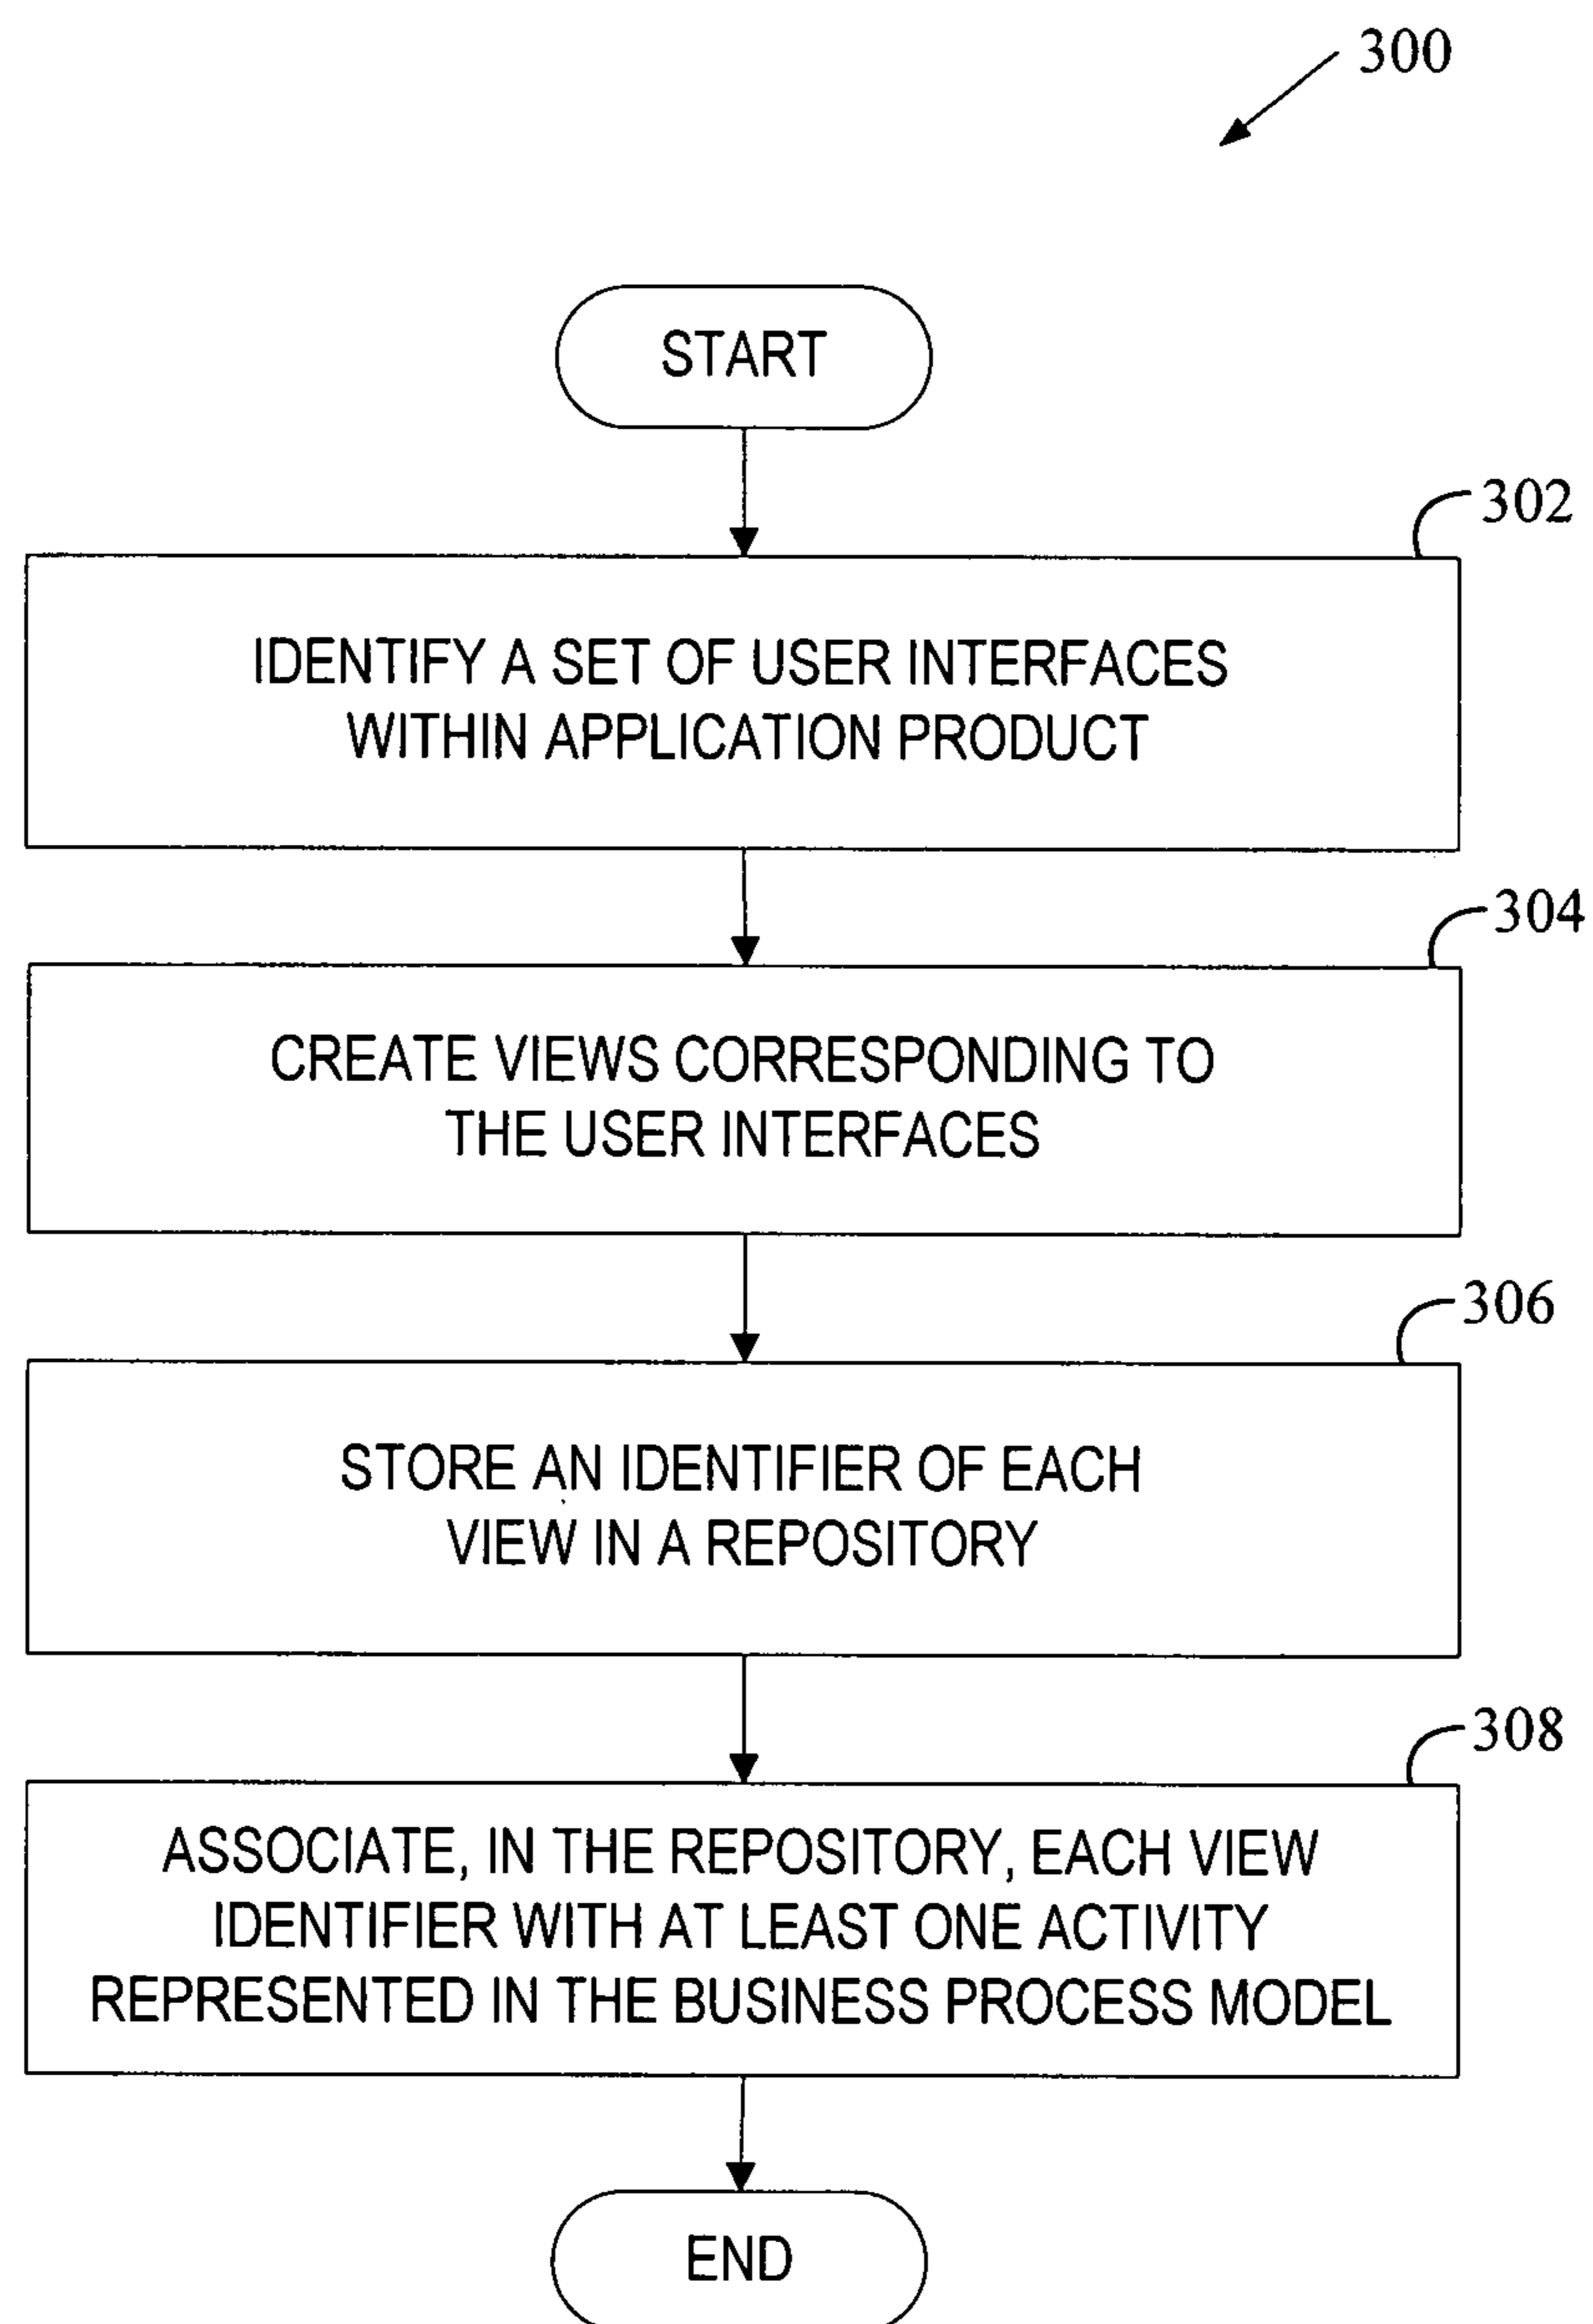 300
START
302
IDENTIFY A SET OF USER INTERFACES
WITHIN APPLICATION PRODUCT
304
CREATE VIEWS CORRESPONDING TO
THE USER INTERFACES
306
STORE AN IDENTIFIER OF EACH
VIEW IN A REPOSITORY
308
ASSOCIATE, IN THE REPOSITORY, EACH VIEW
IDENTIFIER WITH AT LEAST ONE ACTIVITY
REPRESENTED IN THE BUSINESS PROCESS MODEL
END